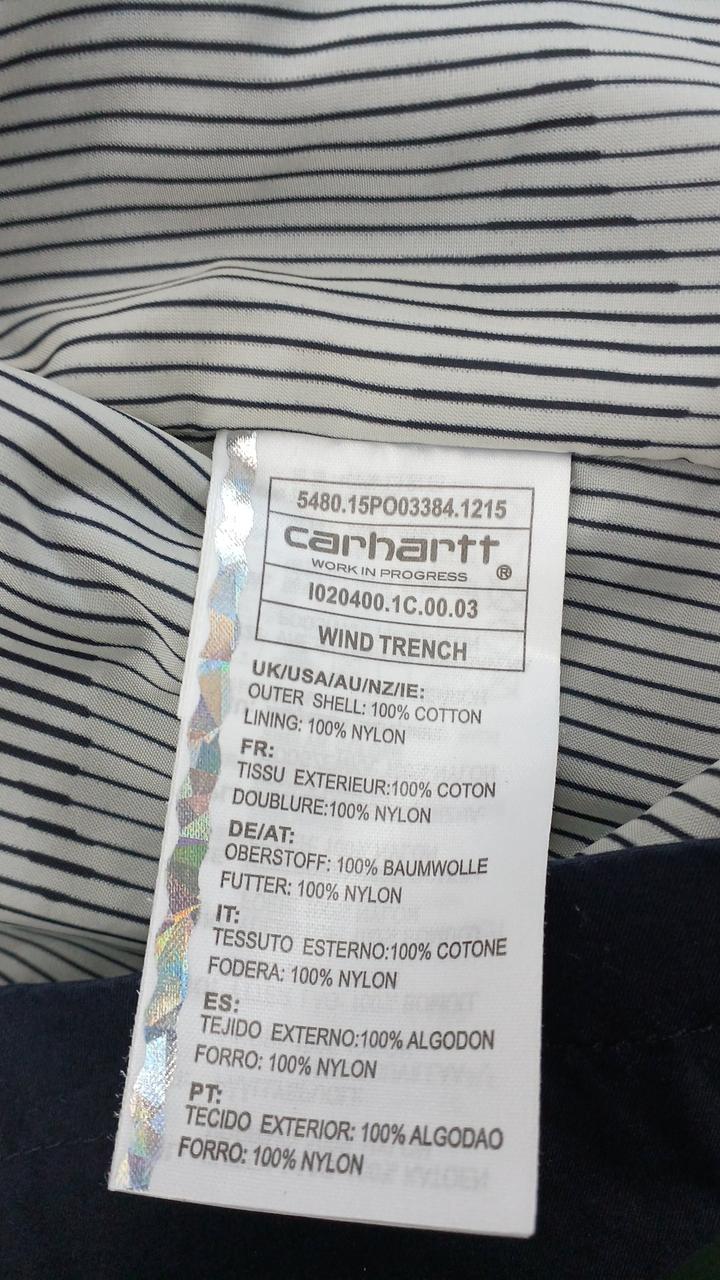 5480.15PO03384.1215
carhartt
WORK IN PROGRESS ®
I020400.1C.00.03
WIND TRENCH
UK/USA/AU/NZ/IE:
OUTER SHELL: 100% COTTON
LINING: 100% NYLON
FR:
TISSU EXTERIEUR:100% COTON
DOUBLURE:100% NYLON
DE/AT:
OBERSTOFF: 100% BAUMWOLLE
FUTTER: 100% NYLON
IT:
TESSUTO ESTERNO:100% COTONE
FODERA: 100% NYLON
ES:
TEJIDO EXTERNO:100% ALGODON
FORRO: 100% NYLON
PT:
TECIDO EXTERIOR: 100% ALGODAO
FORRO: 100% NYLON